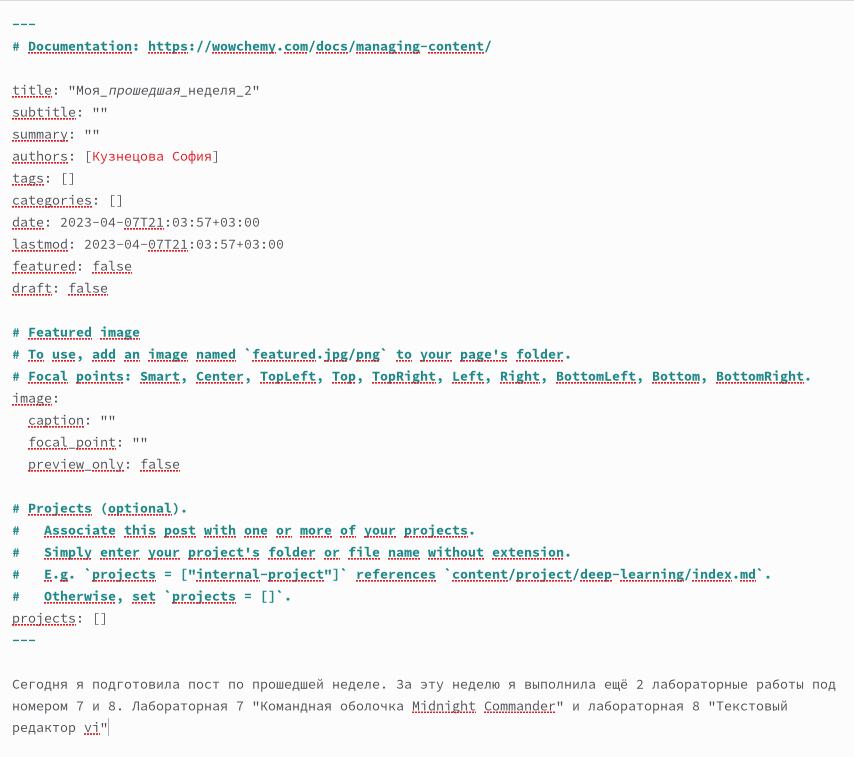 ---
# Documentation: https://wowchemy.com/docs/managing-content/
title: "Моя_прошедшая_неделя_2"
subtitle: ""
summary: ""
authors: [Кузнецова София]
tags: []
categories: []
date: 2023-04-07T21:03:57+03:00
lastmod: 2023-04-07T21:03:57+03:00
featured: false
draft: false
# Featured image
# To use, add an image named `featured.jpg/png` to your page's folder.
# Focal points: Smart, Center, TopLeft, Top, TopRight, Left, Right, BottomLeft, Bottom, BottomRight.
image:
  caption: ""
  focal_point: ""
  preview_only: false
# Projects (optional).
#   Associate this post with one or more of your projects.
#   Simply enter your project's folder or file name without extension.
#   E.g. `projects = ["internal-project"]` references `content/project/deep-learning/index.md`.
#   Otherwise, set `projects = []`.
projects: []
---
Сегодня я подготовила пост по прошедшей неделе. За эту неделю я выполнила ещё 2 лабораторные работы под
номером 7 и 8. Лабораторная 7 "Командная оболочка Midnight Commander" и лабораторная 8 "Текстовый
редактор vi"